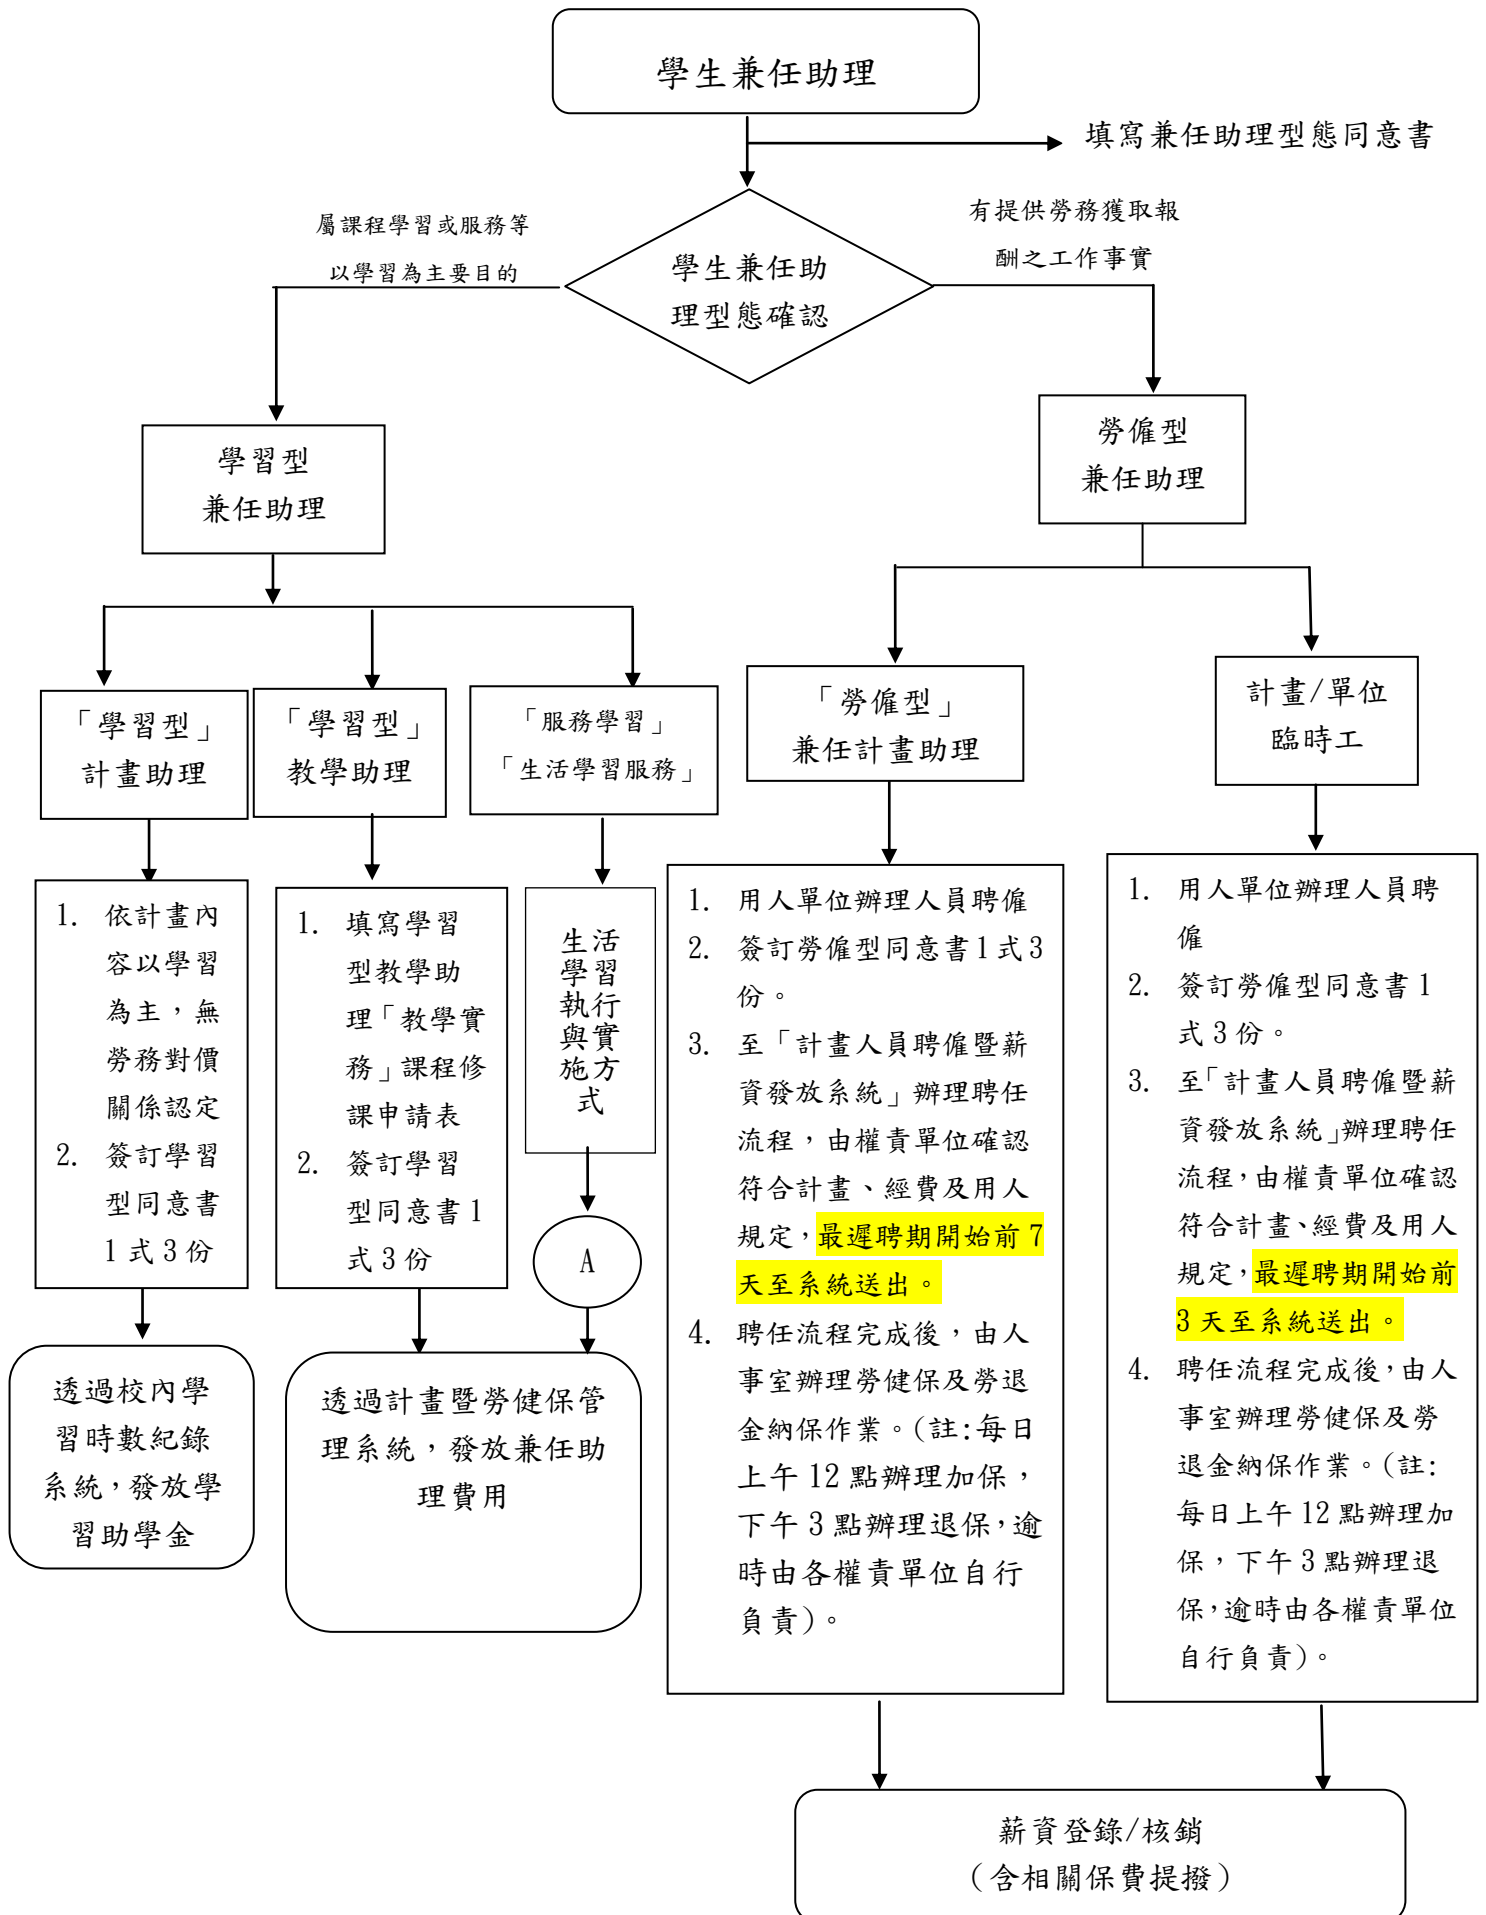 學生兼任助理
填寫兼任助理型態同意書
屬課程學習或服務等
以學習為主要目的
學生兼任助
理型態確認
有提供勞務獲取報
酬之工作事實
學習型
兼任助理
勞僱型
兼任助理
「學習型」
計畫助理
「學習型」
教學助理
「服務學習」
「生活學習服務」
「勞僱型」
兼任計畫助理
計畫/單位
臨時工
1. 依計畫內
容以學習
為主，無
勞務對價
關係認定
2. 簽訂學習
型同意書
1式3份
1. 填寫學習
型教學助
理「教學實
務」課程修
課申請表
2. 簽訂學習
型同意書1
式3份
生活
學習
執行
與實
施方
式
A
1. 用人單位辦理人員聘僱
2. 簽訂勞僱型同意書1式3
份。
3. 至「計畫人員聘僱暨薪
資發放系統」辦理聘任
流程，由權責單位確認
符合計畫、經費及用人
規定，最遲聘期開始前7
天至系統送出。
4. 聘任流程完成後，由人
事室辦理勞健保及勞退
金納保作業。(註:每日
上午12點辦理加保，
下午3點辦理退保，逾
時由各權責單位自行
負責)。
1. 用人單位辦理人員聘
僱
2. 簽訂勞僱型同意書1
式3份。
3. 至「計畫人員聘僱暨薪
資發放系統」辦理聘任
流程，由權責單位確認
符合計畫、經費及用人
規定，最遲聘期開始前
3天至系統送出。
4. 聘任流程完成後，由人
事室辦理勞健保及勞
退金納保作業。(註:
每日上午12點辦理加
保，下午3點辦理退
保，逾時由各權責單位
自行負責)。
透過校內學
習時數紀錄
系統，發放學
習助學金
透過計畫暨勞健保管
理系統，發放兼任助
理費用
薪資登錄/核銷
（含相關保費提撥）